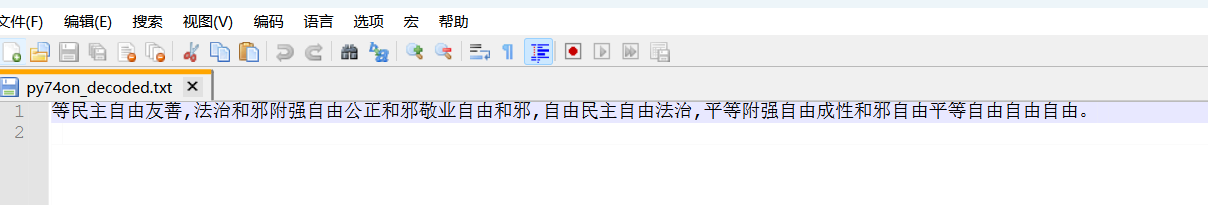 文件(F) 编辑(E) 搜索 视图(V) 编码 语言 选项 宏 帮助
py74on_decoded.txt
1 等民主自由友善,法治和邪附强自由公正和邪敬业自由和邪,自由民主自由法治,平等附强自由成性和邪自由平等自由自由自由。
2